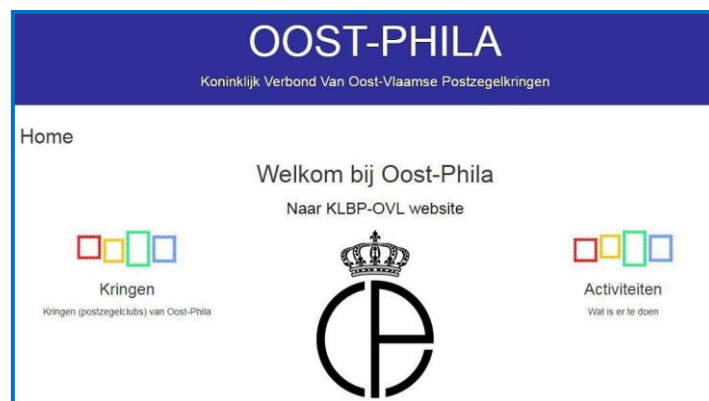 OOST-PHILA
Koninklijk Verbond Van Oost-Vlaamse Postzegelkringen
Home
Welkom bij Oost-Phila
Naar KLBP-OVL website
Kringen
Kringen (postzegelclubs) van Oost-Phila
Activiteiten
Wat is er te doen